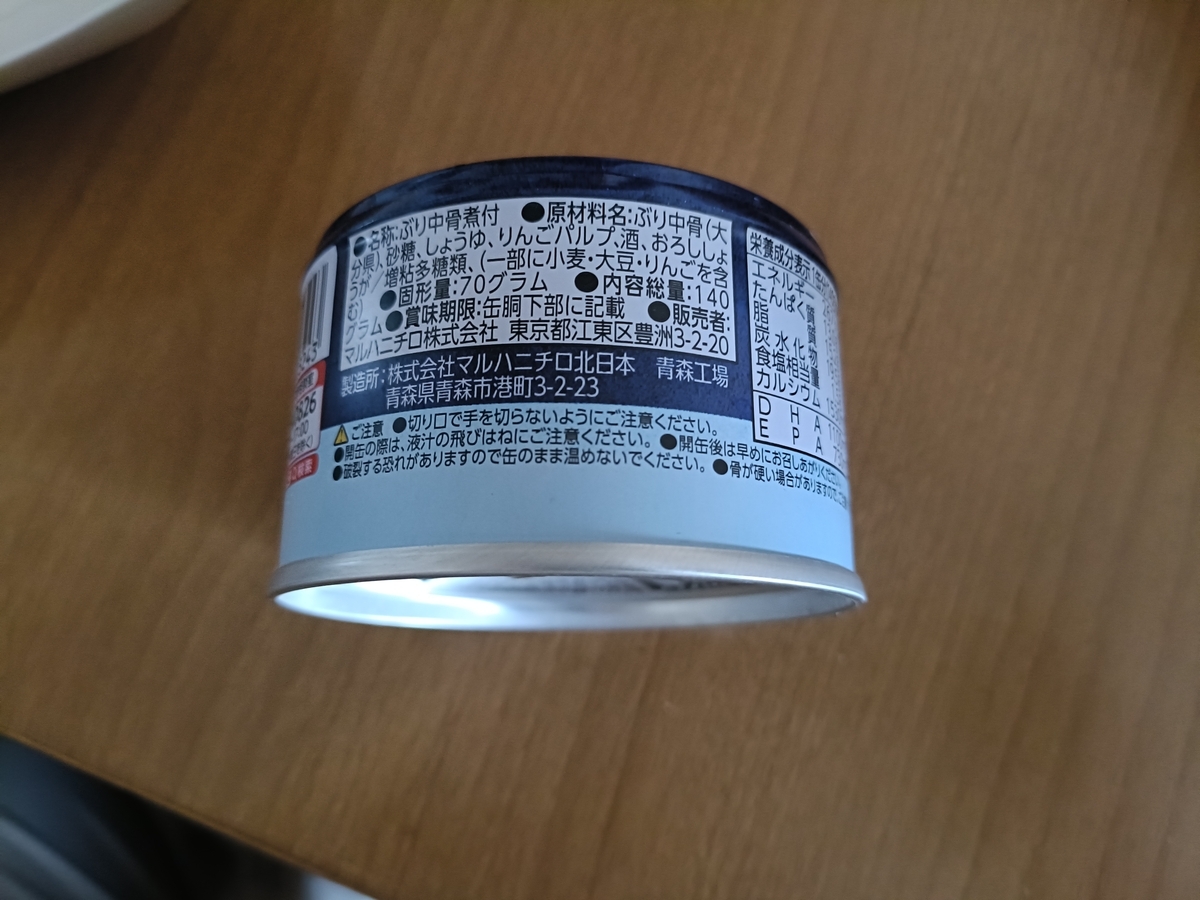 ●名称:ぶり中骨煮付 ●原材料名:ぶり中骨(大
分県)、砂糖、しょうゆ、りんごパルプ、酒、おろししょ
うが/増粘多糖類、(一部に小麦・大豆・りんごを含
む) ●固形量:70グラム ●内容総量:140
グラム ●賞味期限:缶胴下部に記載 ●販売者:
マルハニチロ株式会社 東京都江東区豊洲3-2-20
製造所:株式会社マルハニチロ北日本 青森工場
青森県青森市港町3-2-23
ご注意 ●切り口で手を切らないようにご注意ください。
●開缶の際は、液汁の飛びはねにご注意ください。 ●開缶後は早めにお召しあがりください。
●破裂する恐れがありますので缶のまま温めないでください。 ●骨が硬い場合がありますので、
栄養成分表示
エネルギー
たんぱく質
脂質
炭水化物
食塩相当量
カルシウム
DHA
EPA